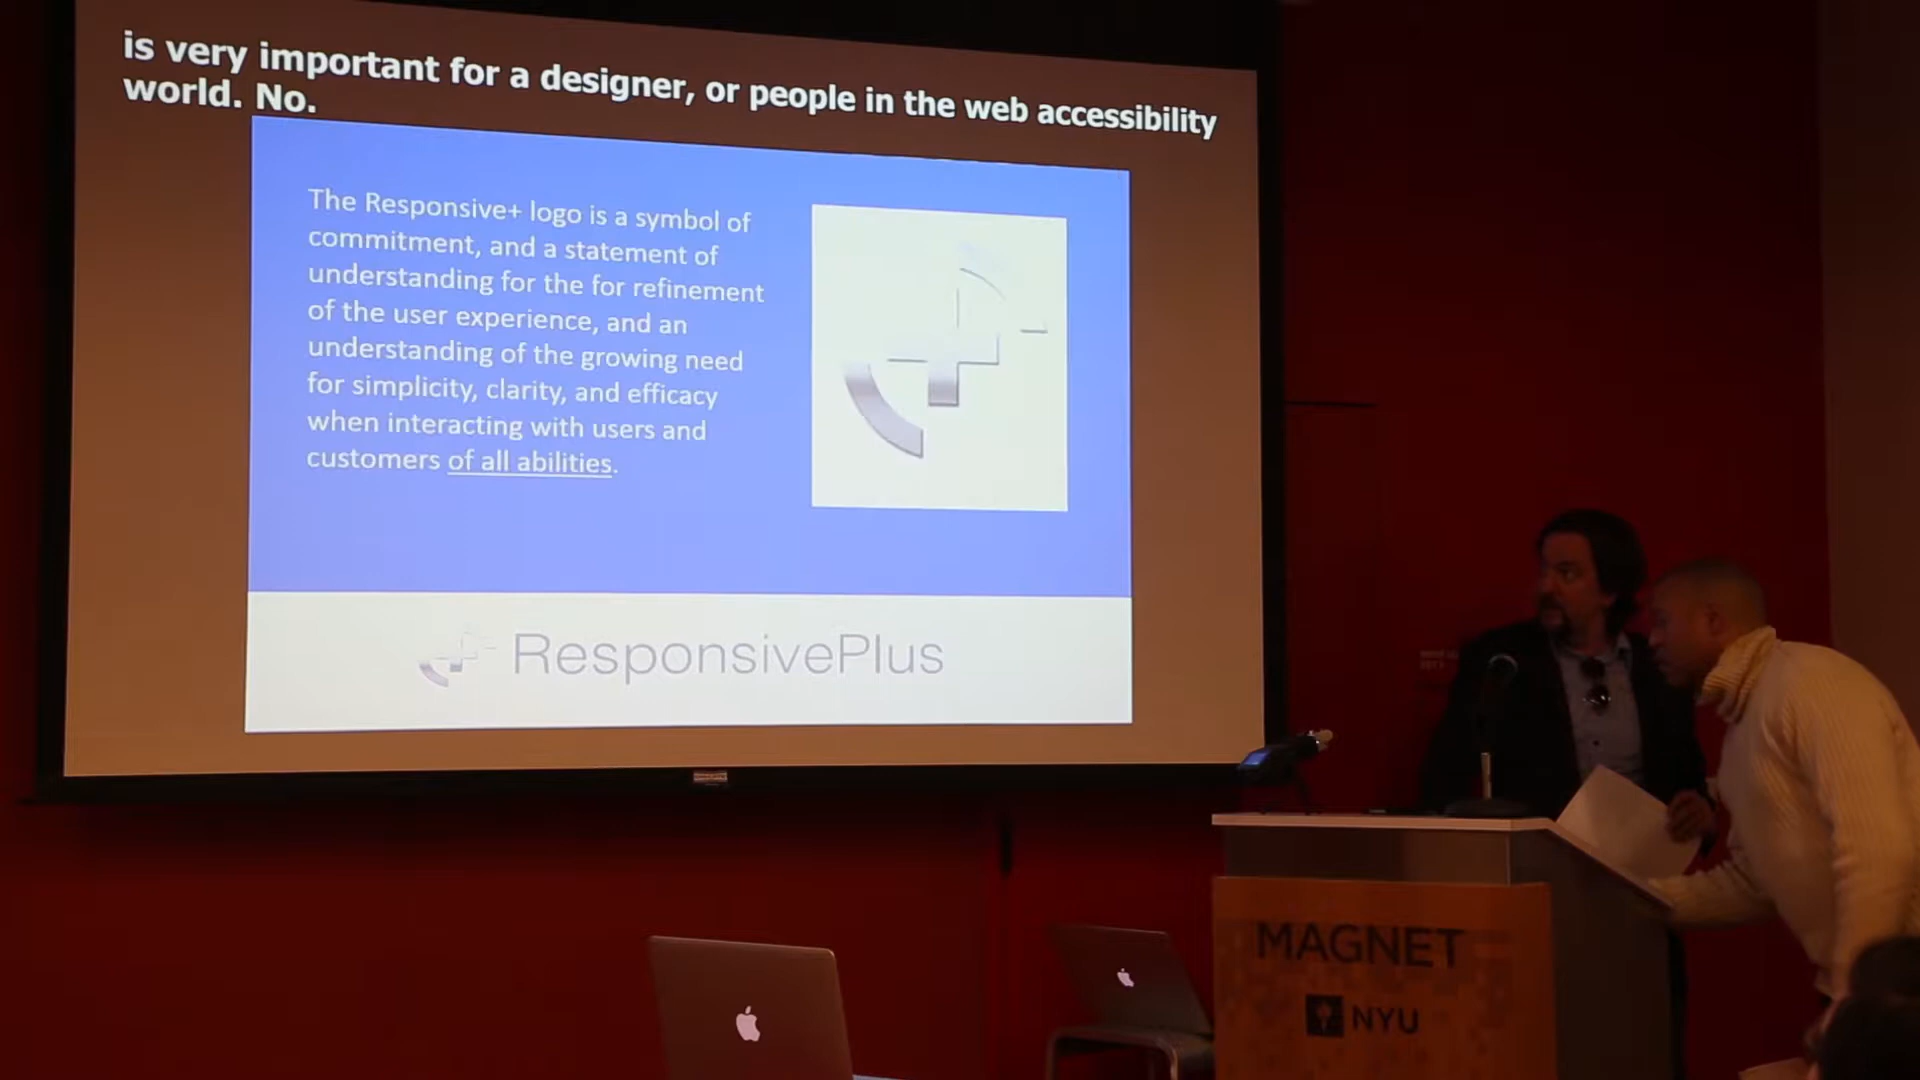 is very important for a designer, or people in the web accessibility
world. No.
The Responsive+ logo is a symbol of
commitment, and a statement of
understanding for the for refinement
of the user experience, and an
understanding of the growing need
for simplicity, clarity, and efficacy
when interacting with users and
customers of all abilities.
ResponsivePlus
MAGNET
NYU